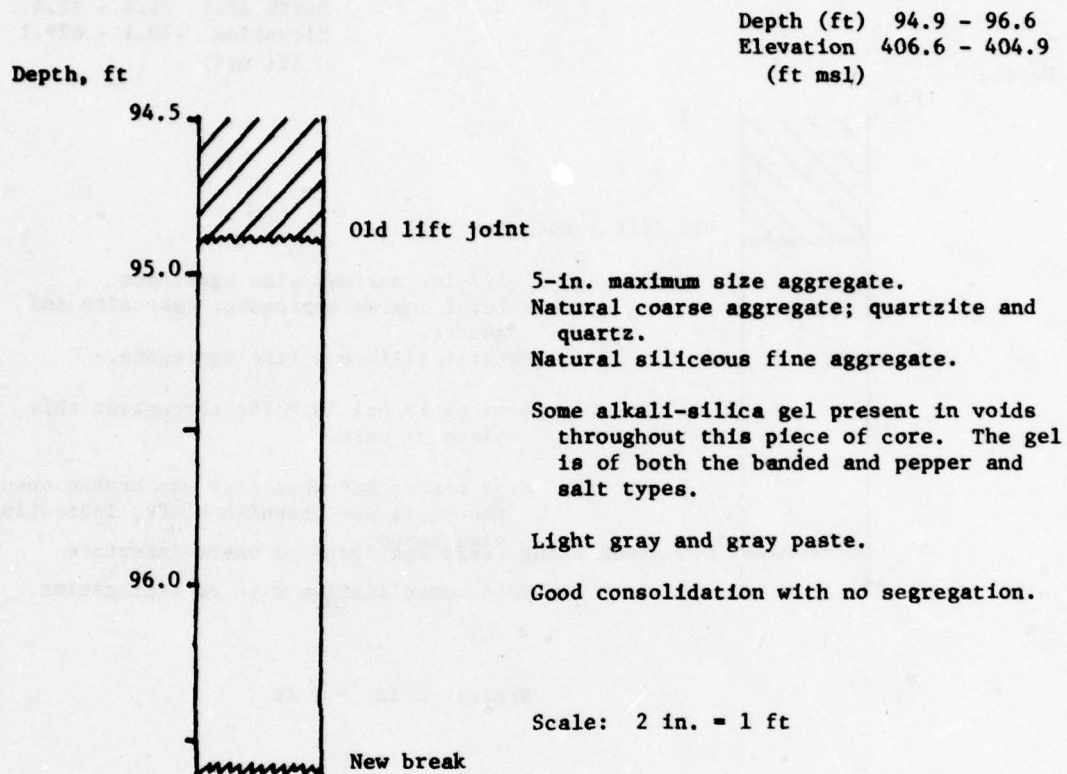 Depth (ft) 94.9 - 96.6
Elevation 406.6 - 404.9
(ft msl)
Depth, ft
94.5
Old lift joint
95.0
5-in. maximum size aggregate.
Natural coarse aggregate; quartzite and
quartz.
Natural siliceous fine aggregate.
Some alkali-silica gel present in voids
throughout this piece of core. The gel
is of both the banded and pepper and
salt types.
Light gray and gray paste.
96.0
Good consolidation with no segregation.
Scale: 2 in. = 1 ft
New break